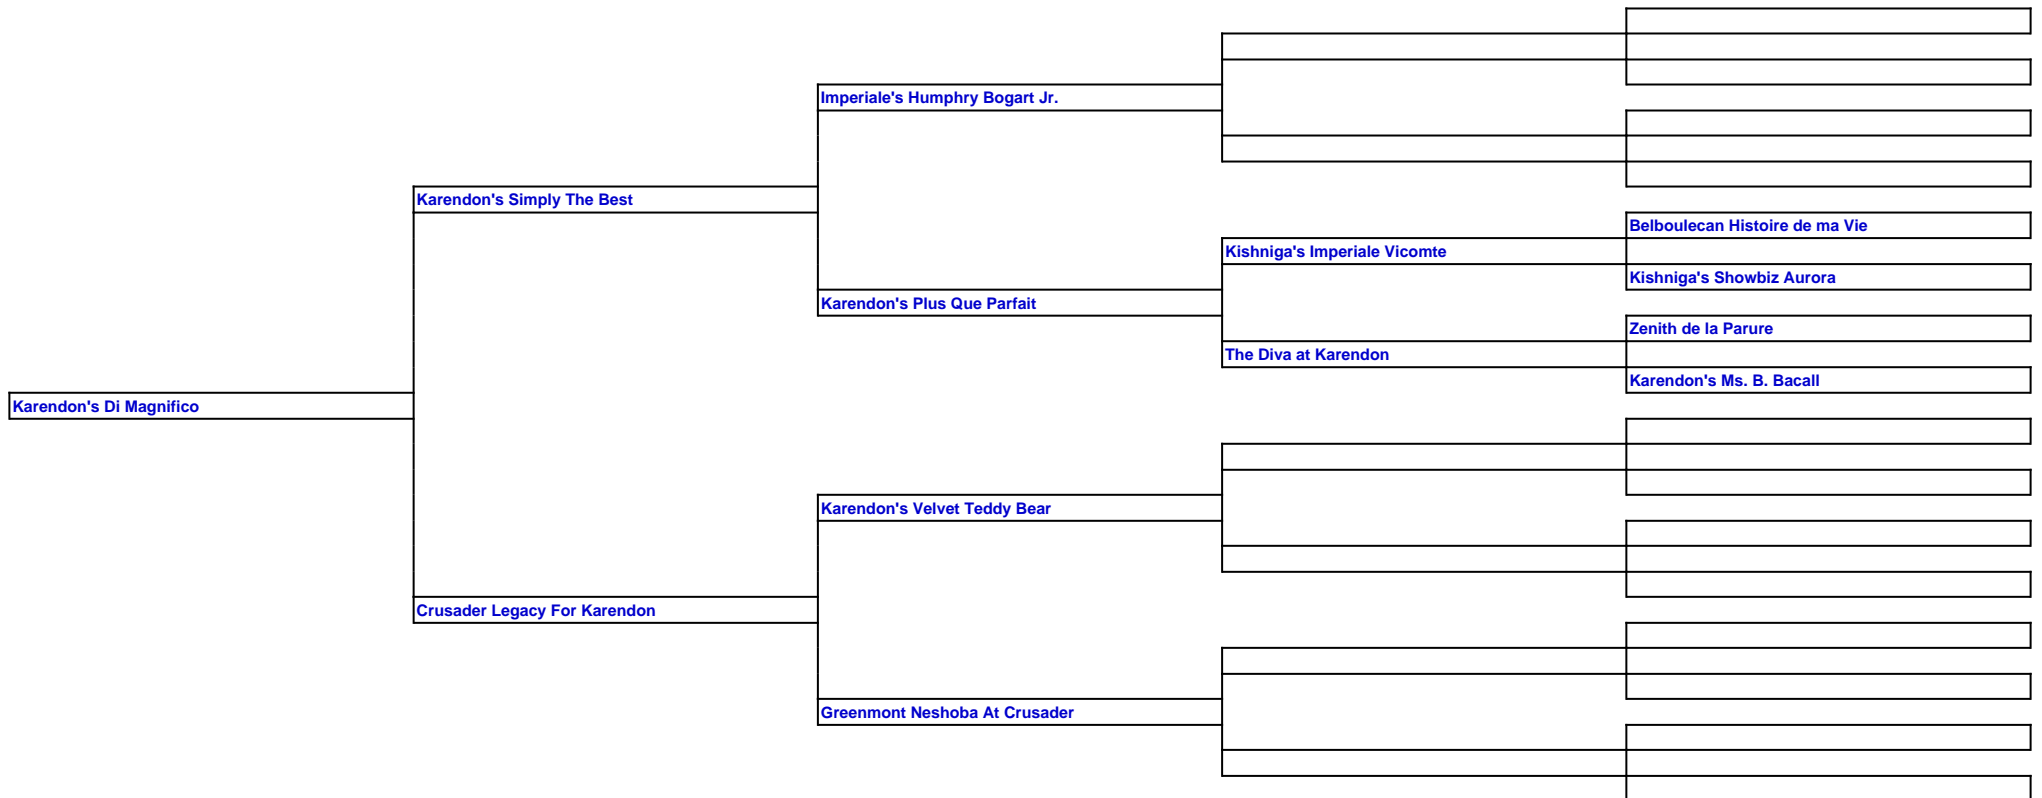 Imperiale's Humphry Bogart Jr.
Karendon's Simply The Best
Belboulecan Histoire de ma Vie
Kishniga's Imperiale Vicomte
Kishniga's Showbiz Aurora
Karendon's Plus Que Parfait
Zenith de la Parure
The Diva at Karendon
Karendon's Ms. B. Bacall
Karendon's Di Magnifico
Karendon's Velvet Teddy Bear
Crusader Legacy For Karendon
Greenmont Neshoba At Crusader